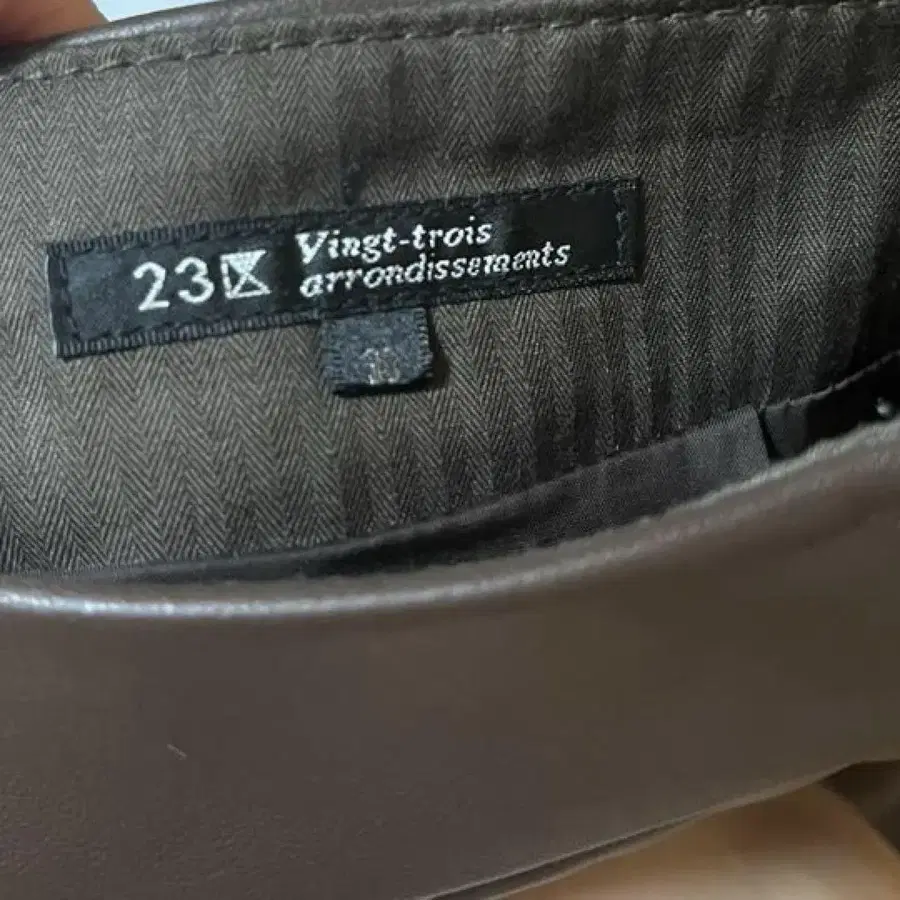 23
Vingt-trois
arrondissements